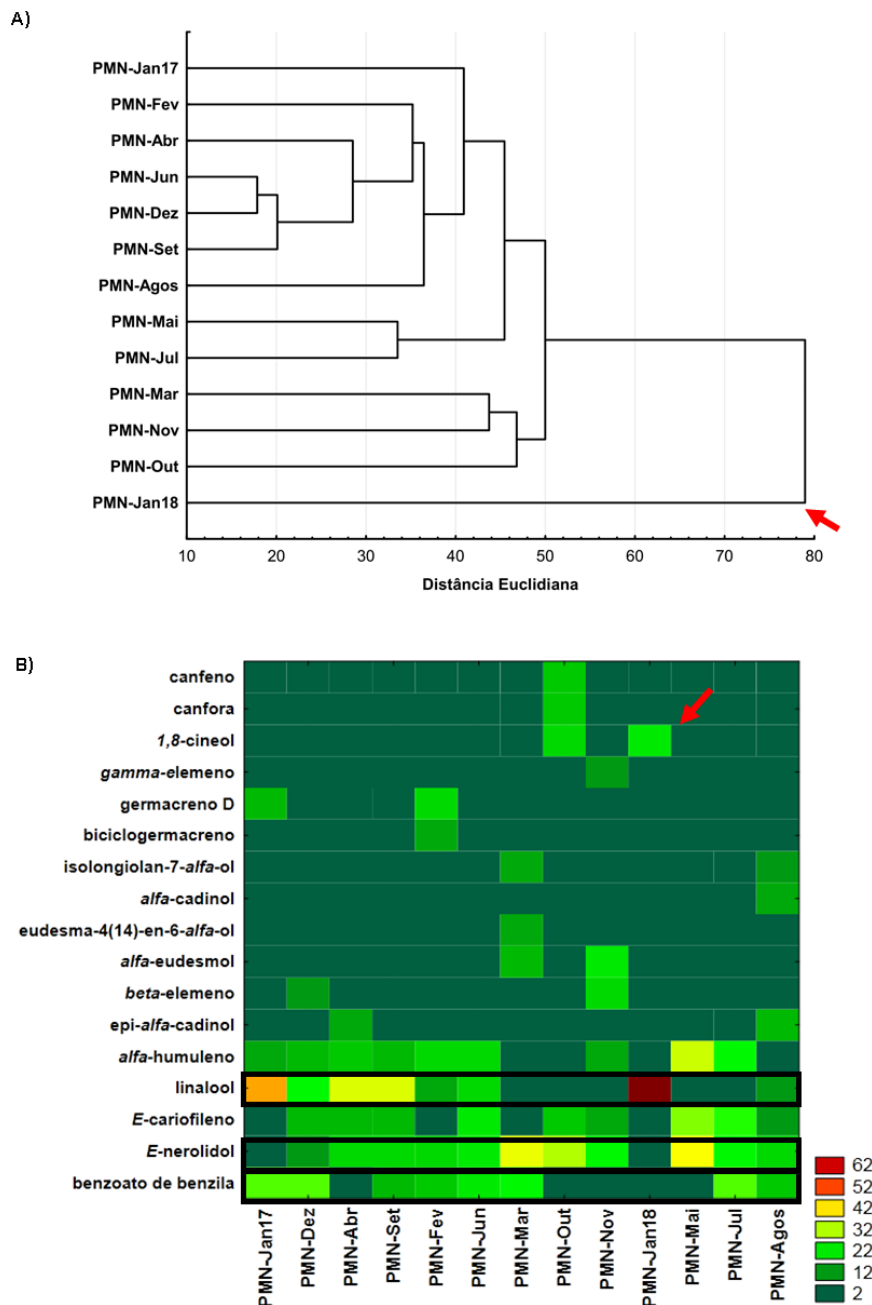 A)
PMN-Jan17
PMN-Fev
PMN-Abr
PMN-Jun
PMN-Dez
PMN-Set
PMN-Agos
PMN-Mai
PMN-Jul
PMN-Mar
PMN-Nov
PMN-Out
PMN-Jan18
10 20 30 40 50 60 70 80
Distância Euclidiana
B)
canfeno
canfora
1,8-cineol
gamma-elemeno
germacreno D
biciclogermacreno
isolongiolan-7-alfa-ol
alfa-cadinol
eudesma-4(14)-en-6-alfa-ol
alfa-eudesmol
beta-elemeno
epi-alfa-cadinol
alfa-humuleno
linalool
E-cariofileno
E-nerolidol
benzoato de benzila
PMN-Jan17
PMN-Dez
PMN-Abr
PMN-Set
PMN-Fev
PMN-Jun
PMN-Mar
PMN-Out
PMN-Nov
PMN-Jan18
PMN-Mai
PMN-Jul
PMN-Agos
62
52
42
32
22
12
2